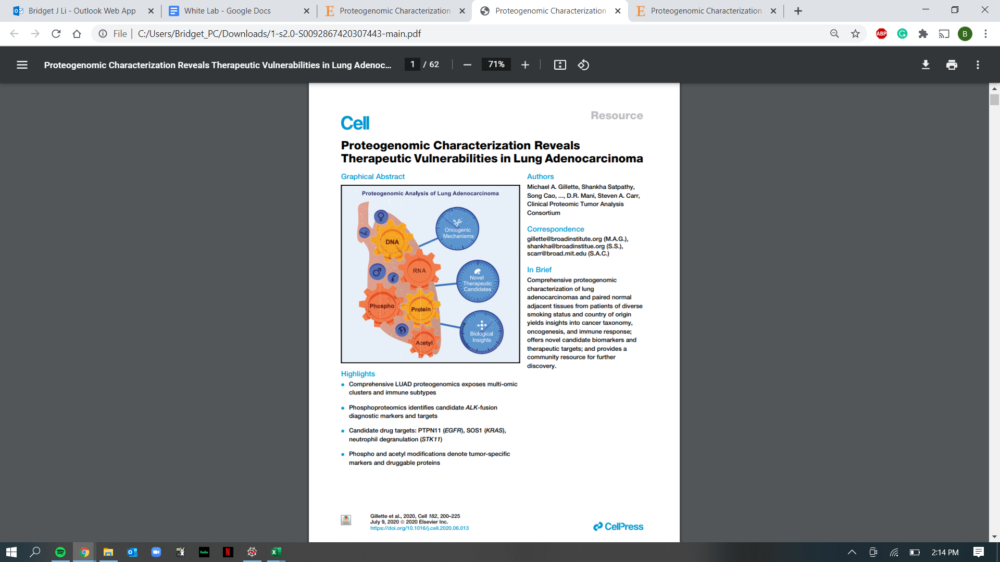 Bridget J Li - Outlook Web App
White Lab - Google Docs
Proteogenomic Characterization
Proteogenomic Characterization
Proteogenomic Characterization
File
C:/Users/Bridget_PC/Downloads/1-s2.0-S0092867420307443-main.pdf
ABP
B
Proteogenomic Characterization Reveals Therapeutic Vulnerabilities in Lung Adenoc...
1 / 62
71%
Cell
Resource
Proteogenomic Characterization Reveals
Therapeutic Vulnerabilities in Lung Adenocarcinoma
Graphical Abstract
Proteogenomic Analysis of Lung Adenocarcinoma
DNA
RNA
Phospho
Protein
Acetyl
Oncogenic
Mechanisms
Novel
Therapeutic
Candidates
Biological
Insights
Authors
Michael A. Gillette, Shankha Satpathy,
Song Cao, ..., D.R. Mani, Steven A. Carr,
Clinical Proteomic Tumor Analysis
Consortium
Correspondence
gillette@broadinstitute.org (M.A.G.),
shankha@broadinstitue.org (S.S.),
scarr@broad.mit.edu (S.A.C.)
In Brief
Comprehensive proteogenomic
characterization of lung
adenocarcinomas and paired normal
adjacent tissues from patients of diverse
smoking status and country of origin
yields insights into cancer taxonomy,
oncogenesis, and immune response;
offers novel candidate biomarkers and
therapeutic targets; and provides a
community resource for further
discovery.
Highlights
• Comprehensive LUAD proteogenomics exposes multi-omic
clusters and immune subtypes
• Phosphoproteomics identifies candidate ALK-fusion
diagnostic markers and targets
• Candidate drug targets: PTPN11 (EGFR), SOS1 (KRAS),
neutrophil degranulation (STK11)
• Phospho and acetyl modifications denote tumor-specific
markers and druggable proteins
Gillette et al., 2020, Cell 182, 200–225
July 9, 2020 © 2020 Elsevier Inc.
https://doi.org/10.1016/j.cell.2020.06.013
CellPress
hulu
2:14 PM